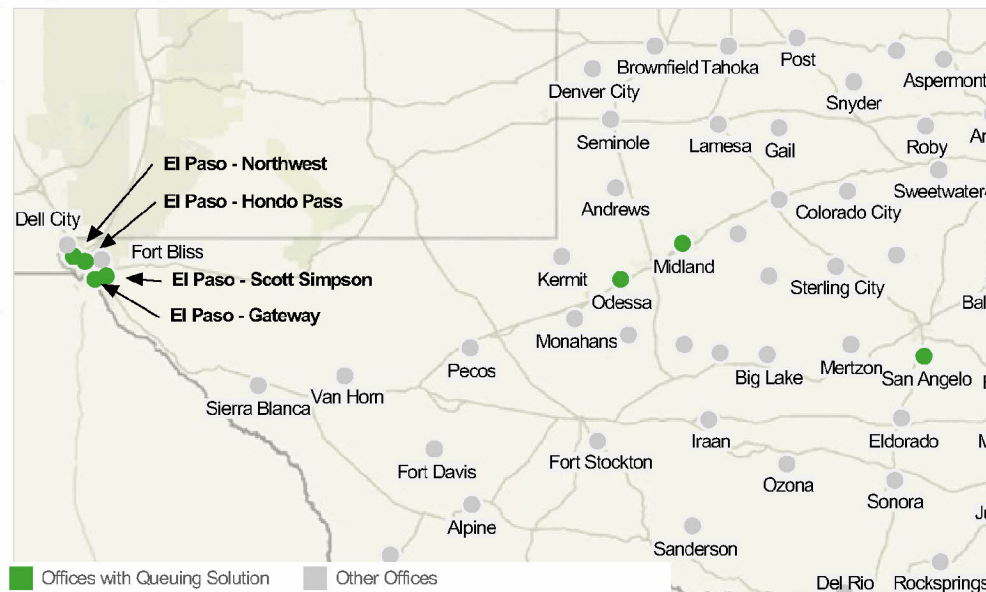 Post
Brownfield
Tahoka
Aspermont
Denver City
Snyder
Seminole
Lamesa
Gail
Roby
El Paso - Northwest
Sweetwater
El Paso - Hondo Pass
Andrews
Colorado City
Dell City
Fort Bliss
Midland
El Paso - Scott Simpson
Kermit
Sterling City
Odessa
El Paso - Gateway
Monahans
Pecos
Big Lake
Mertzon
San Angelo
Van Horn
Sierra Blanca
Iraan
Eldorado
Fort Davis
Fort Stockton
Ozona
Sonora
Alpine
Sanderson
Offices with Queuing Solution
Other Offices
Del Rio
Rocksprings